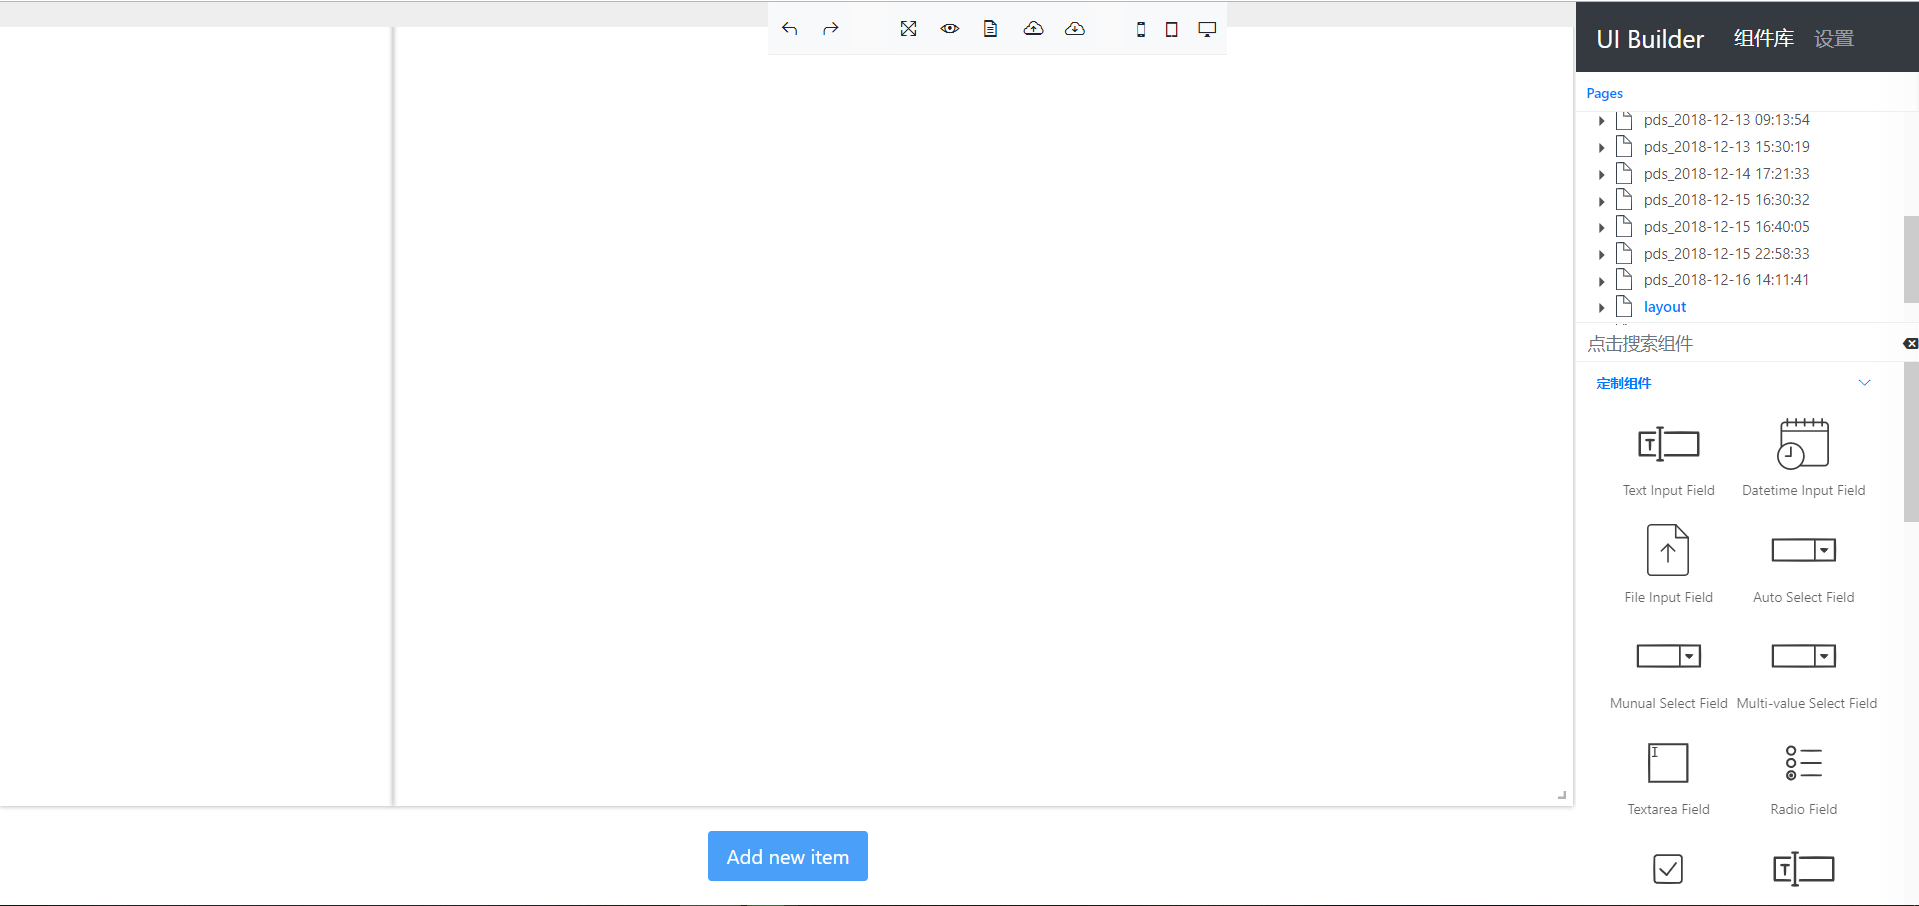 UI Builder 组件库 设置
Pages
pds_2018-12-13 09:13:54
pds_2018-12-13 15:30:19
pds_2018-12-14 17:21:33
pds_2018-12-15 16:30:32
pds_2018-12-15 16:40:05
pds_2018-12-15 22:58:33
pds_2018-12-16 14:11:41
layout
点击搜索组件
定制组件
Text Input Field
Datetime Input Field
File Input Field
Auto Select Field
Munual Select Field
Multi-value Select Field
Textarea Field
Radio Field
Add new item